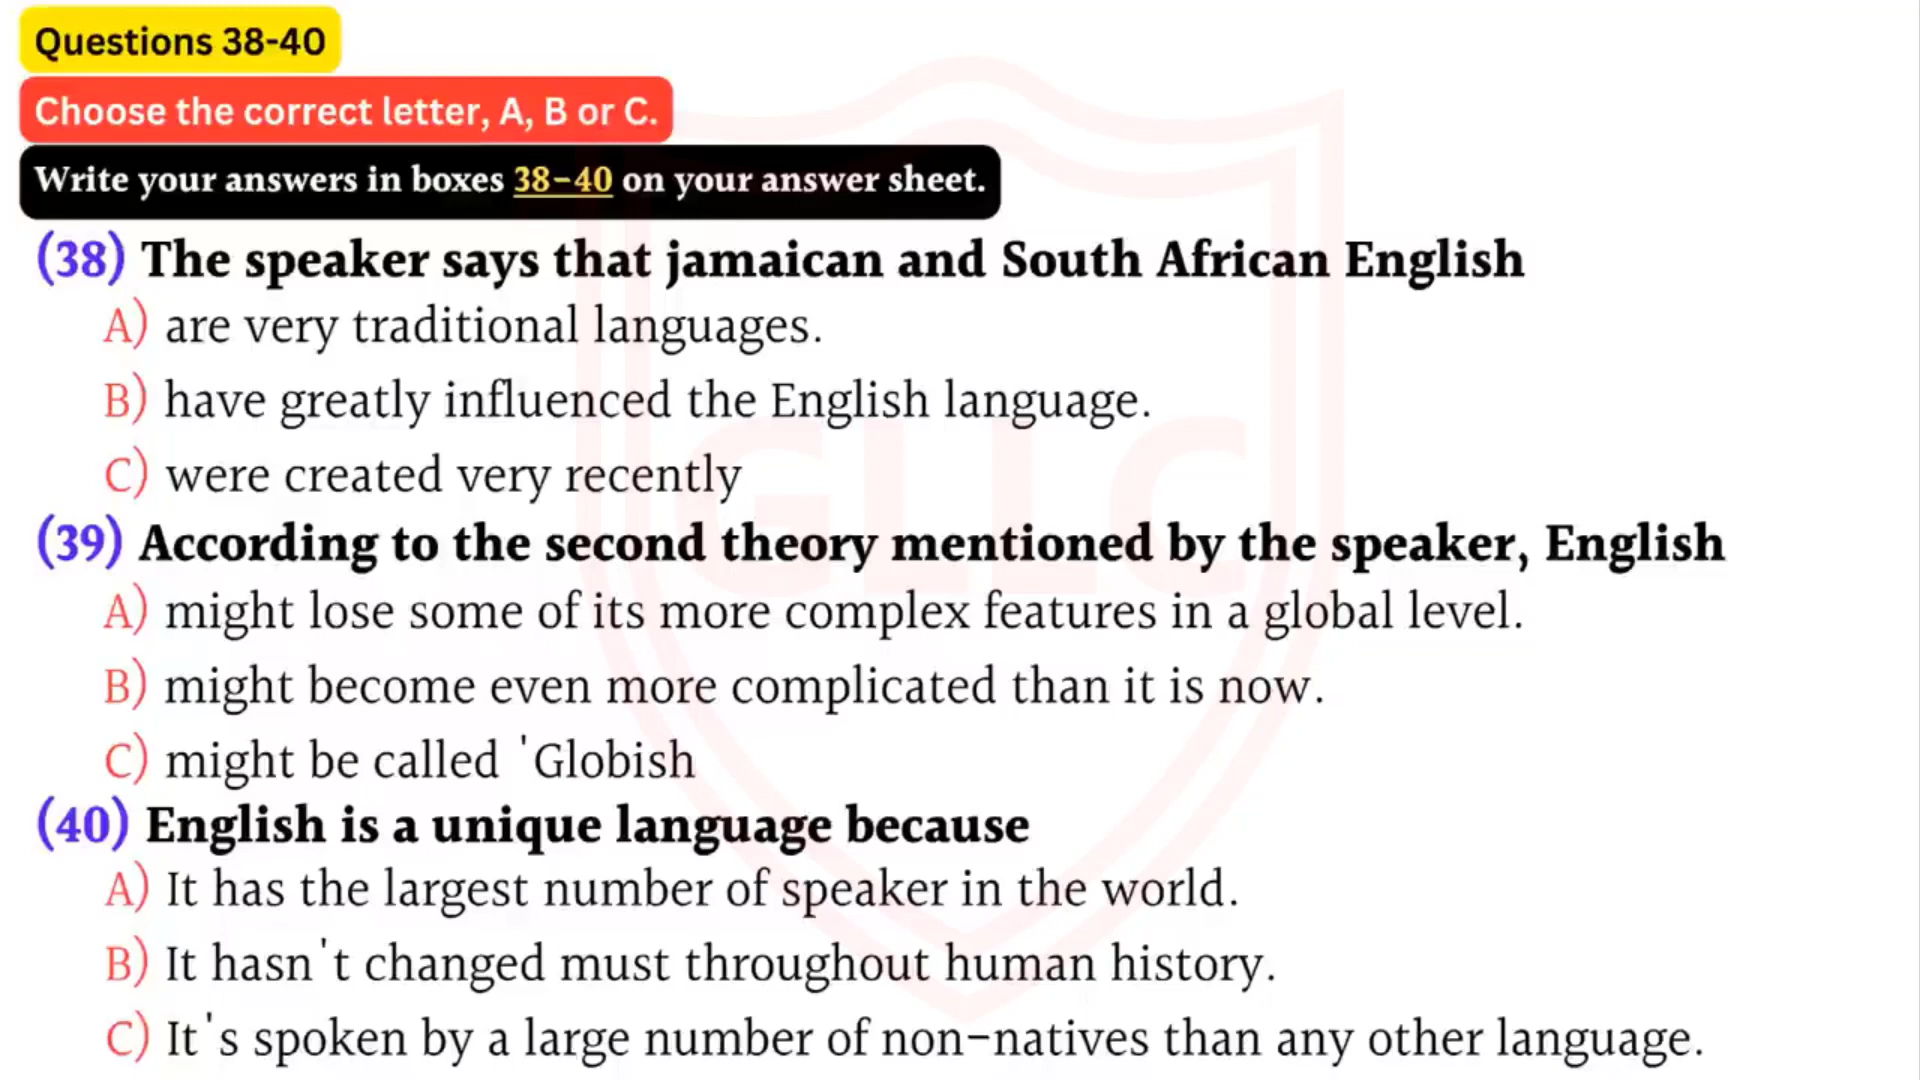 Questions 38-40
Choose the correct letter, A, B or C.
Write your answers in boxes 38–40 on your answer sheet.
(38) The speaker says that jamaican and South African English
A) are very traditional languages.
B) have greatly influenced the English language.
C) were created very recently
(39) According to the second theory mentioned by the speaker, English
A) might lose some of its more complex features in a global level.
B) might become even more complicated than it is now.
C) might be called 'Globish
(40) English is a unique language because
A) It has the largest number of speaker in the world.
B) It hasn't changed must throughout human history.
C) It's spoken by a large number of non-natives than any other language.
GLLC